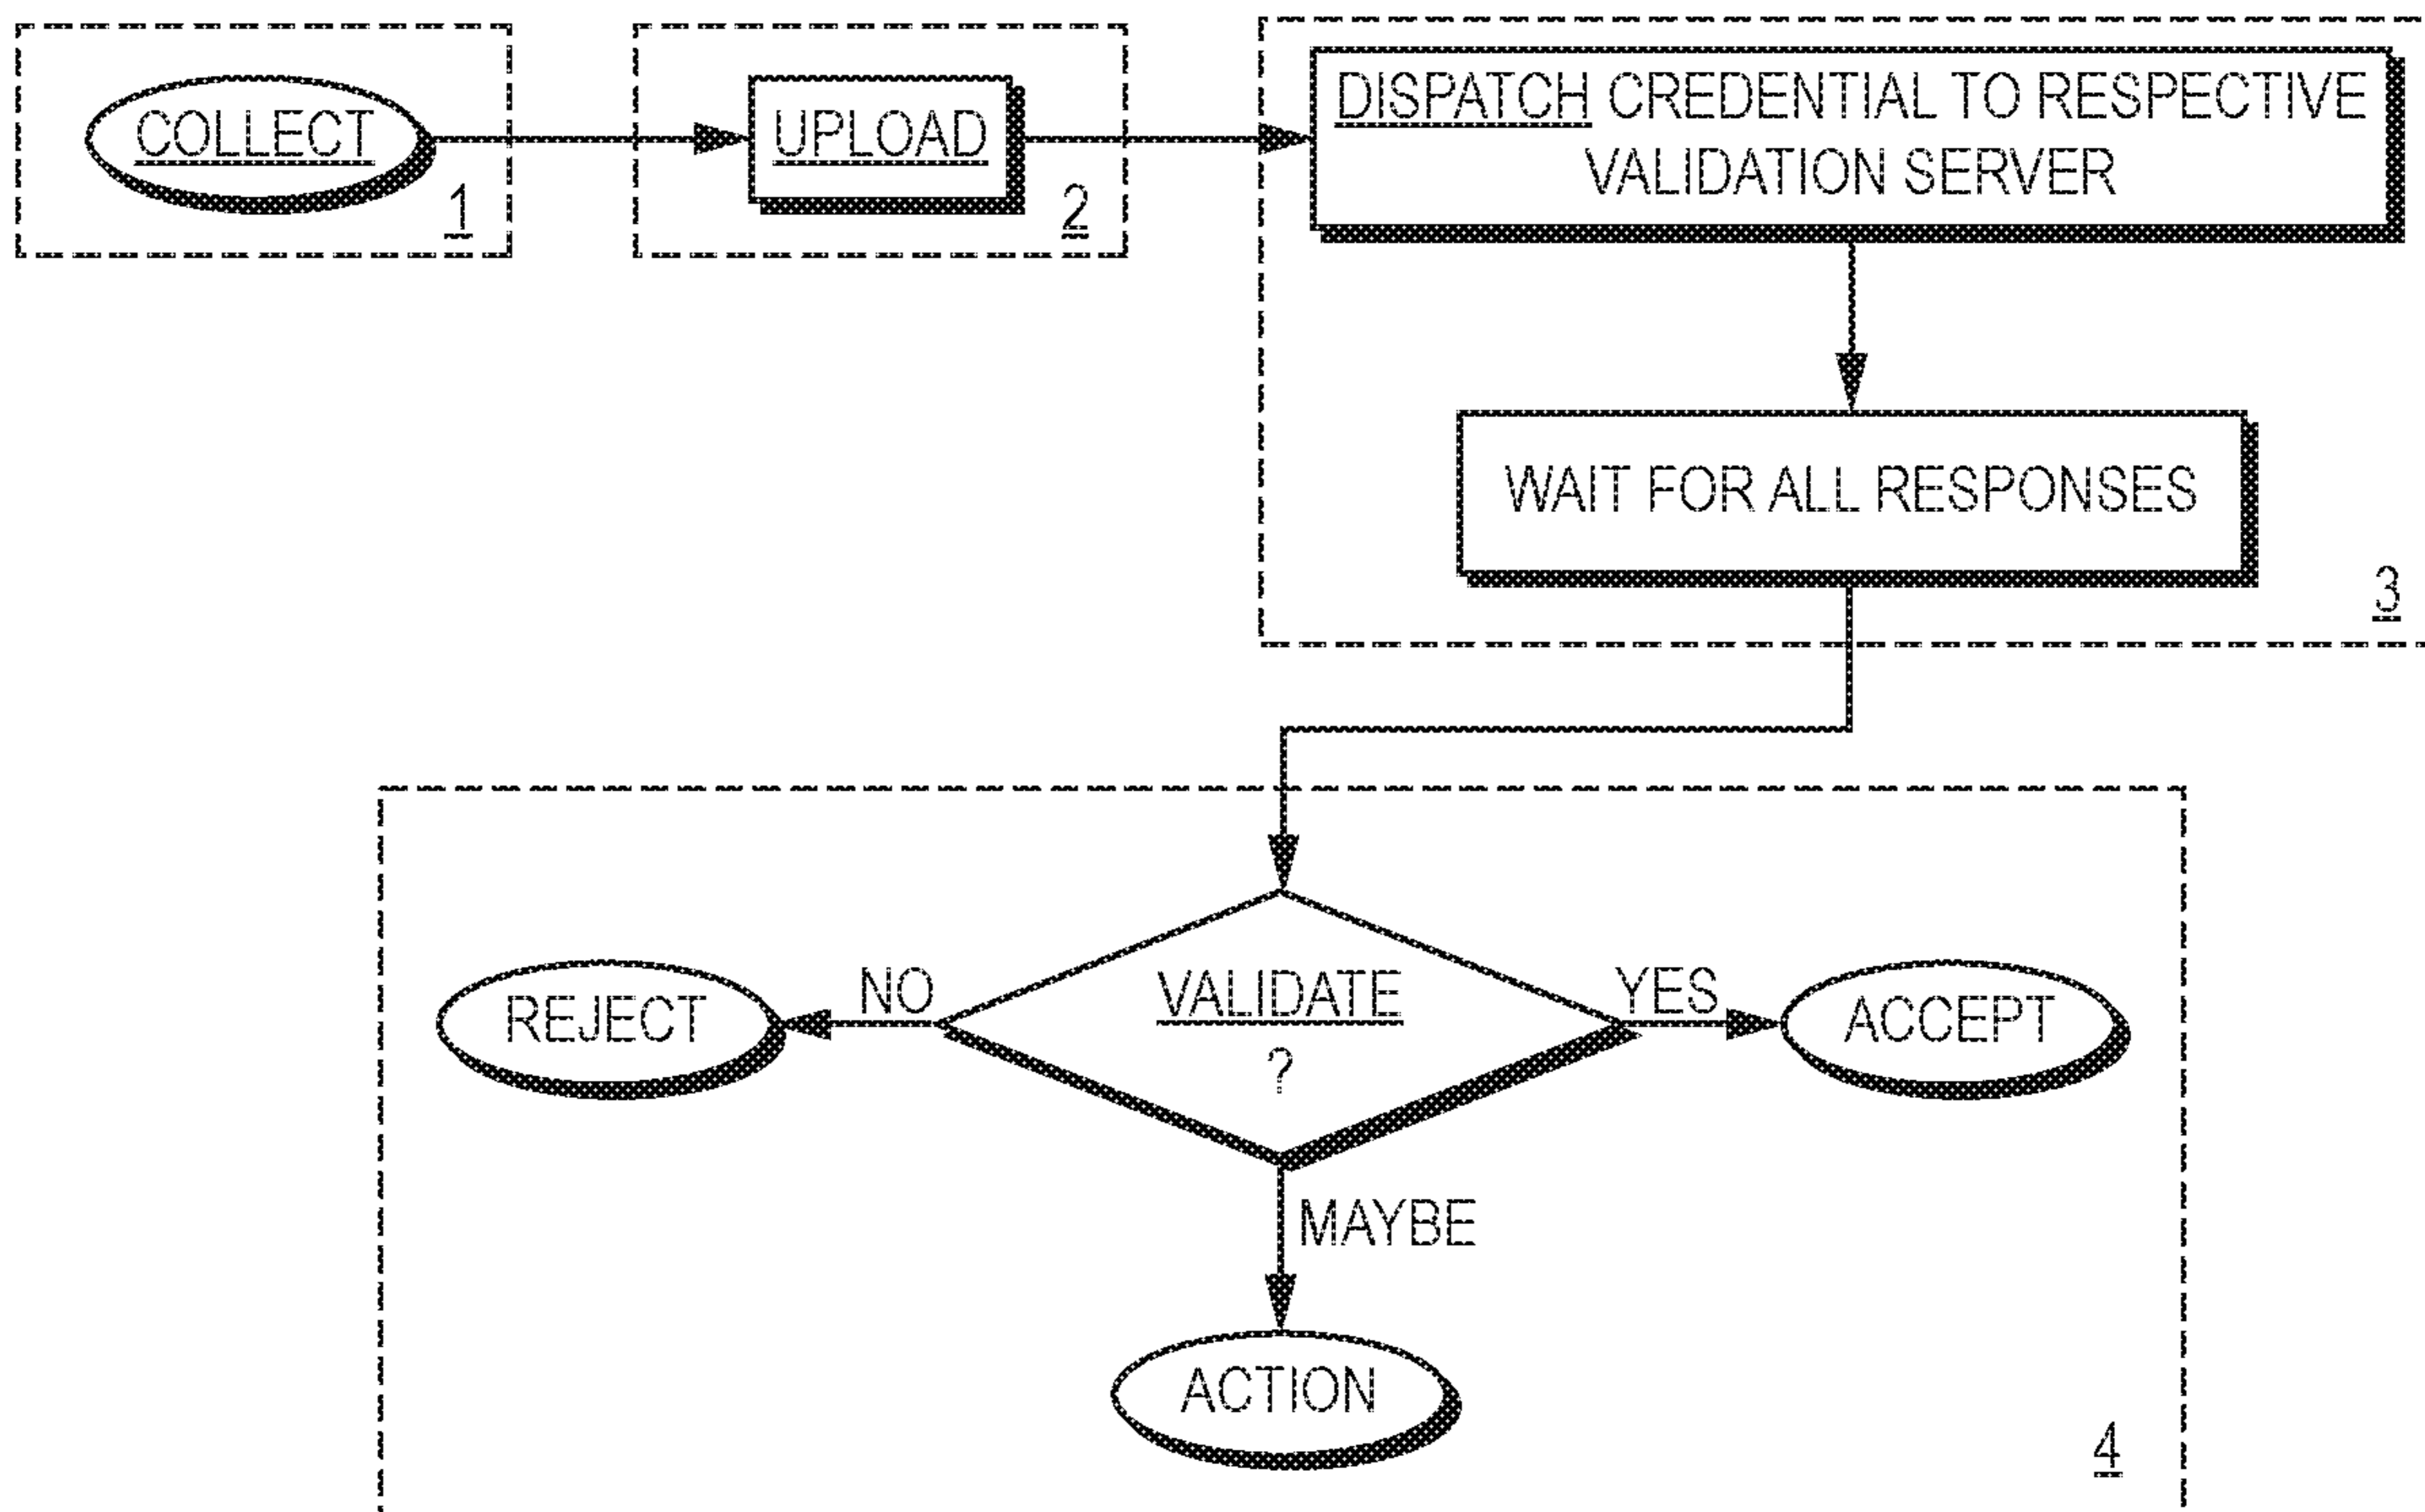 COLLECT
1
UPLOAD
2
DISPATCH CREDENTIAL TO RESPECTIVE
VALIDATION SERVER
WAIT FOR ALL RESPONSES
3
REJECT
NO
VALIDATE
?
YES
ACCEPT
MAYBE
ACTION
4